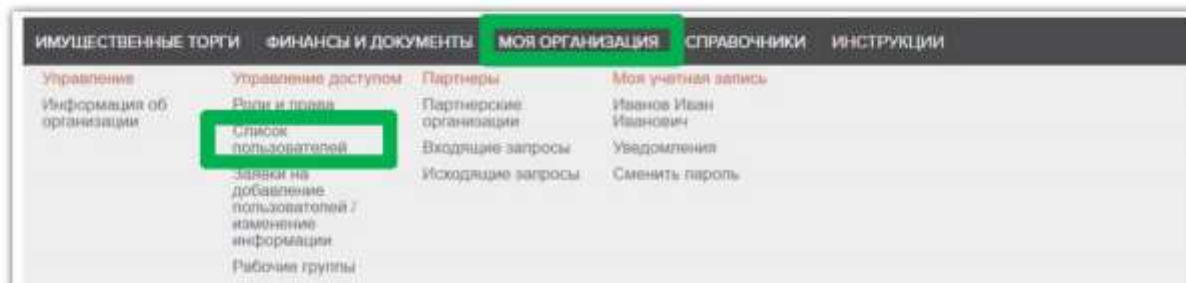 ИМУЩЕСТВЕННЫЕ ТОРГИ ФИНАНСЫ И ДОКУМЕНТЫ МОЯ ОРГАНИЗАЦИЯ СПРАВОЧНИКИ ИНСТРУКЦИИ
Управление
Информация об
организации
Управление доступом
Роли и права
Список
пользователей
Заявки на
добавление
пользователей /
изменение
информации
Рабочие группы
Партнеры
Партнерские
организации
Входящие запросы
Исходящие запросы
Моя учетная запись
Иванов Иван
Иванович
Уведомления
Сменить пароль